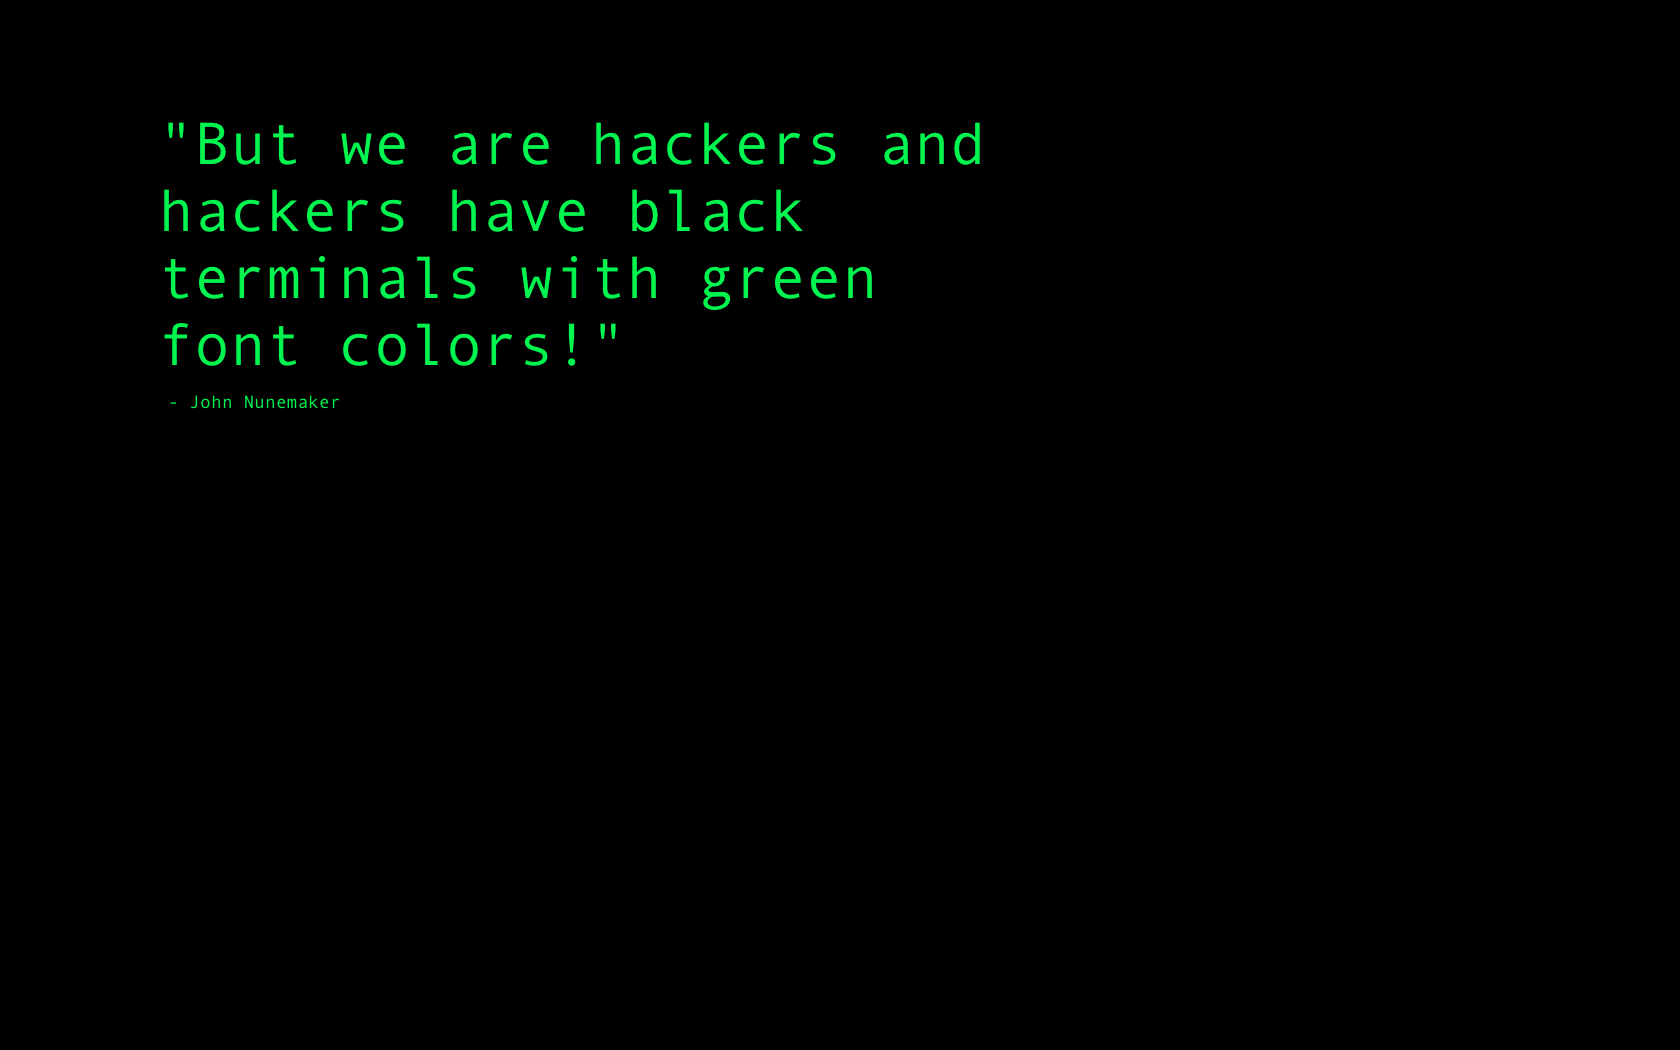 "But we are hackers and
hackers have black
terminals with green
font colors!"
- John Nunemaker